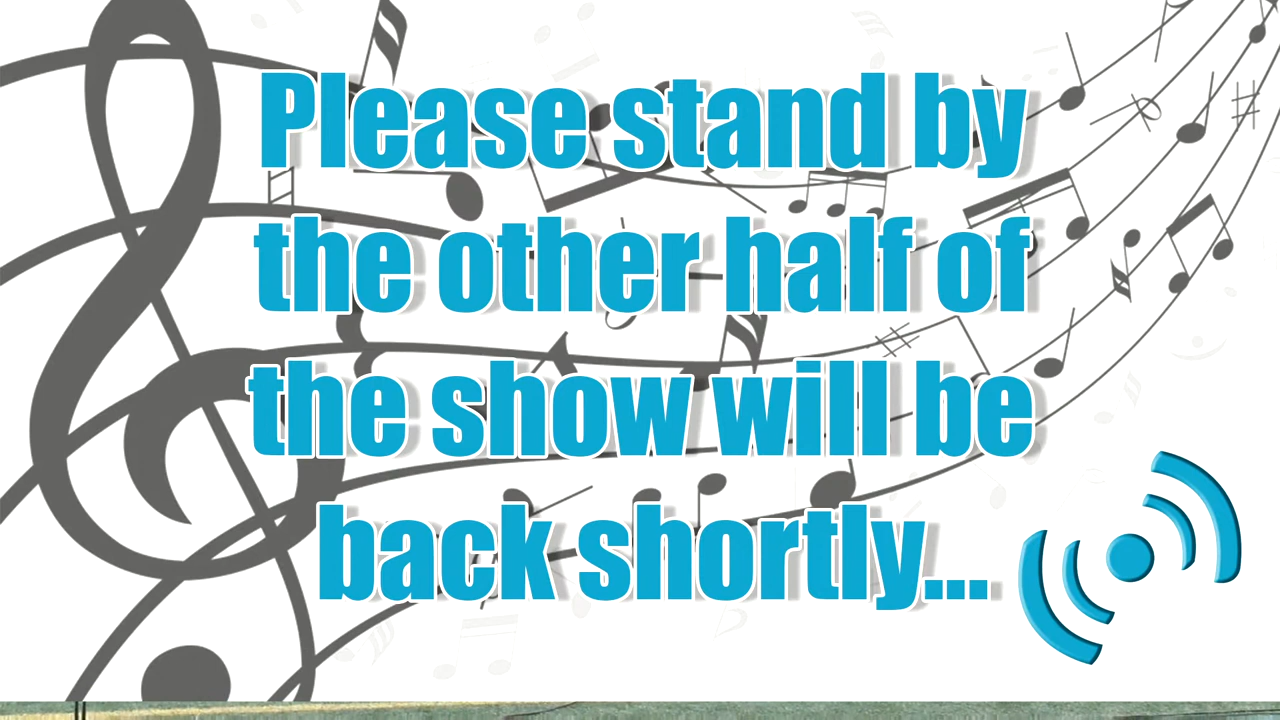 Please stand by
the other half of
the show will be
back shortly...